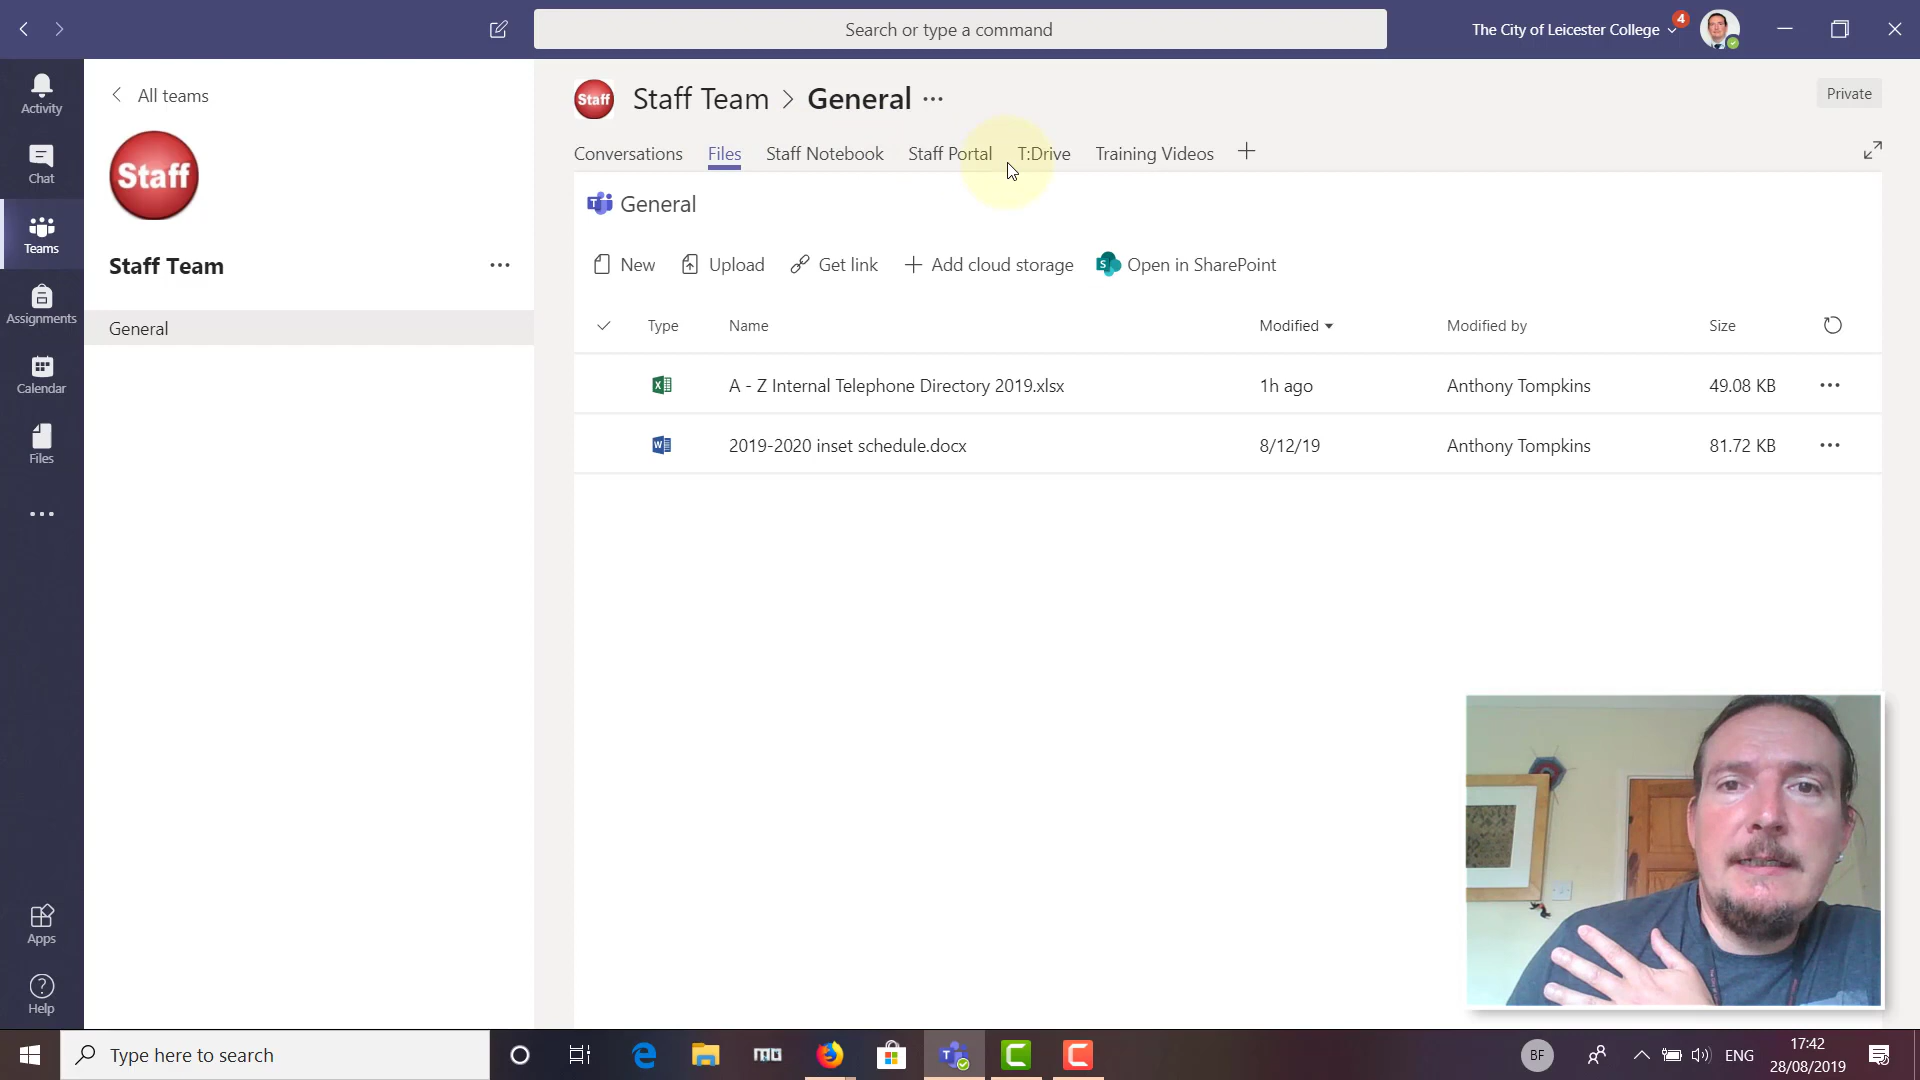 Search or type a command
The City of Leicester College
4
Activity
Chat
Teams
Assignments
Calendar
Files
Apps
Help
All teams
Staff
Staff Team
General
Staff
Staff Team > General
Private
Conversations Files Staff Notebook Staff Portal T:Drive Training Videos
General
New Upload Get link Add cloud storage Open in SharePoint
Type Name Modified Modified by Size
A - Z Internal Telephone Directory 2019.xlsx 1h ago Anthony Tompkins 49.08 KB
2019-2020 inset schedule.docx 8/12/19 Anthony Tompkins 81.72 KB
Type here to search
BF
ENG
17:42
28/08/2019